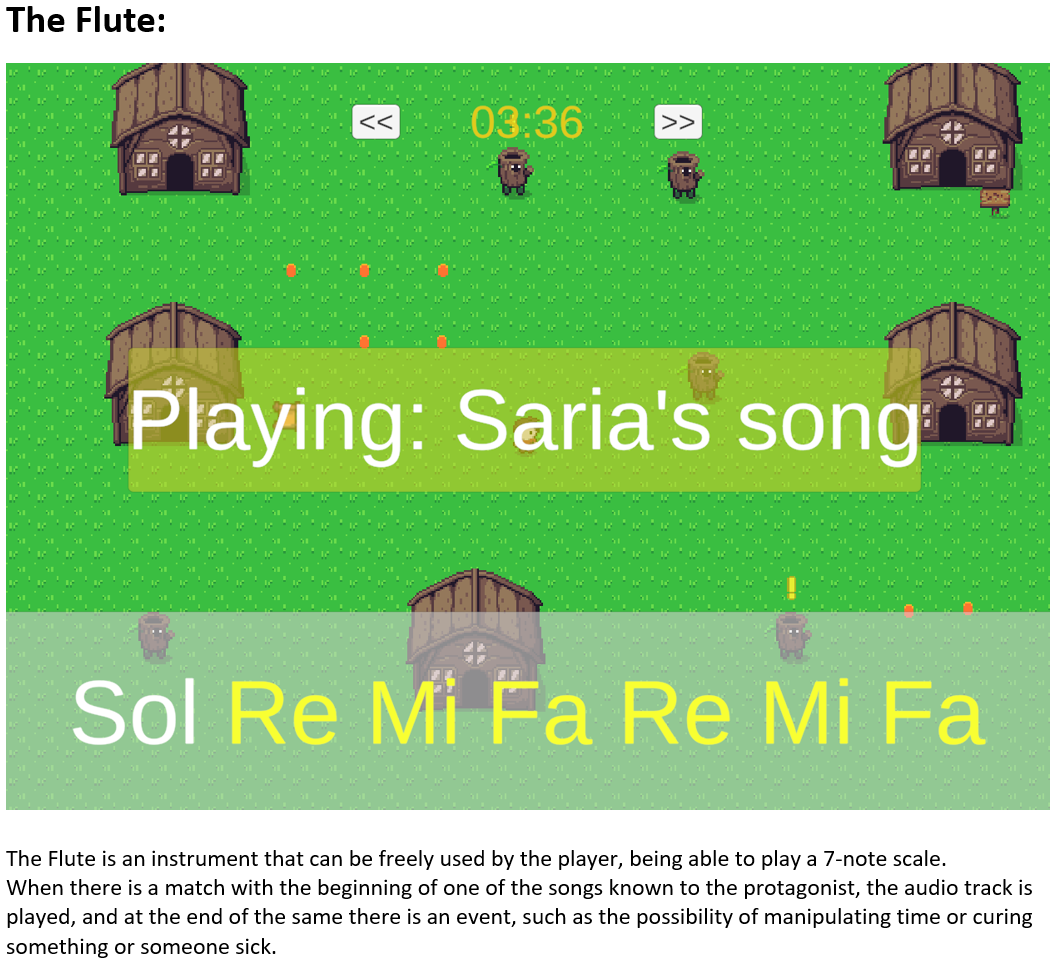 The Flute:
<< 03:36 >>
Playing: Saria's song
!
Sol Re Mi Fa Re Mi Fa
The Flute is an instrument that can be freely used by the player, being able to play a 7-note scale.
When there is a match with the beginning of one of the songs known to the protagonist, the audio track is
played, and at the end of the same there is an event, such as the possibility of manipulating time or curing
something or someone sick.